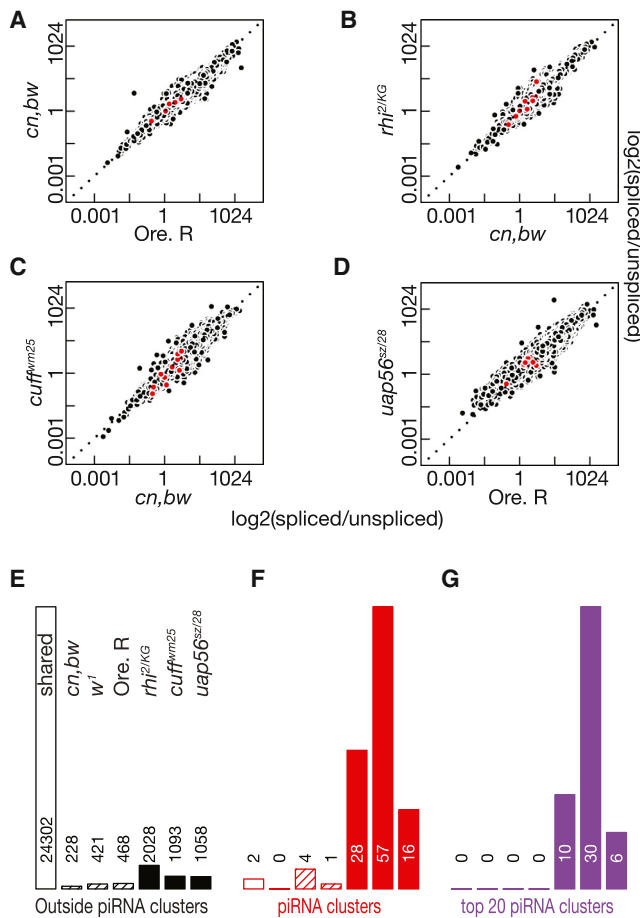 A
1024
1
0.001
cn,bw
0.001 1 1024
Ore. R
B
1024
1
0.001
rhi2/KG
0.001 1 1024
cn,bw
log2(spliced/unspliced)
C
1024
1
0.001
cuffwm25
0.001 1 1024
cn,bw
D
1024
1
0.001
uap56sz/28
0.001 1 1024
Ore. R
log2(spliced/unspliced)
E
shared
cn,bw
w1
Ore. R
rhi2/KG
cuffwm25
uap56sz/28
24302
228
421
468
2028
1093
1058
Outside piRNA clusters
F
2
0
4
1
28
57
16
piRNA clusters
G
0
0
0
0
10
30
6
top 20 piRNA clusters